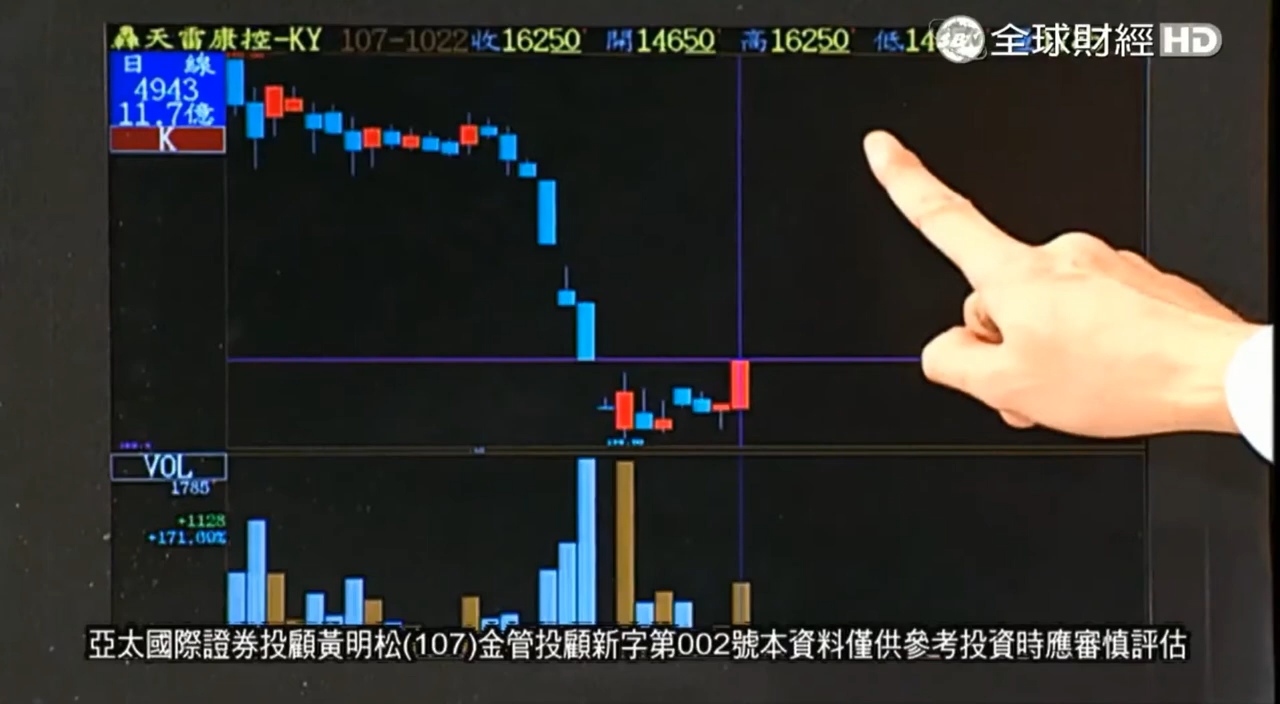 天雷康控-KY 107-1022 收16250 開14650 高16250 低14
全球財經HD
日 線
4943
11.7億
K
VOL
1785
+1128
+171.69%
亞太國際證券投顧黃明松(107)金管投顧新字第002號本資料僅供參考投資時應審慎評估